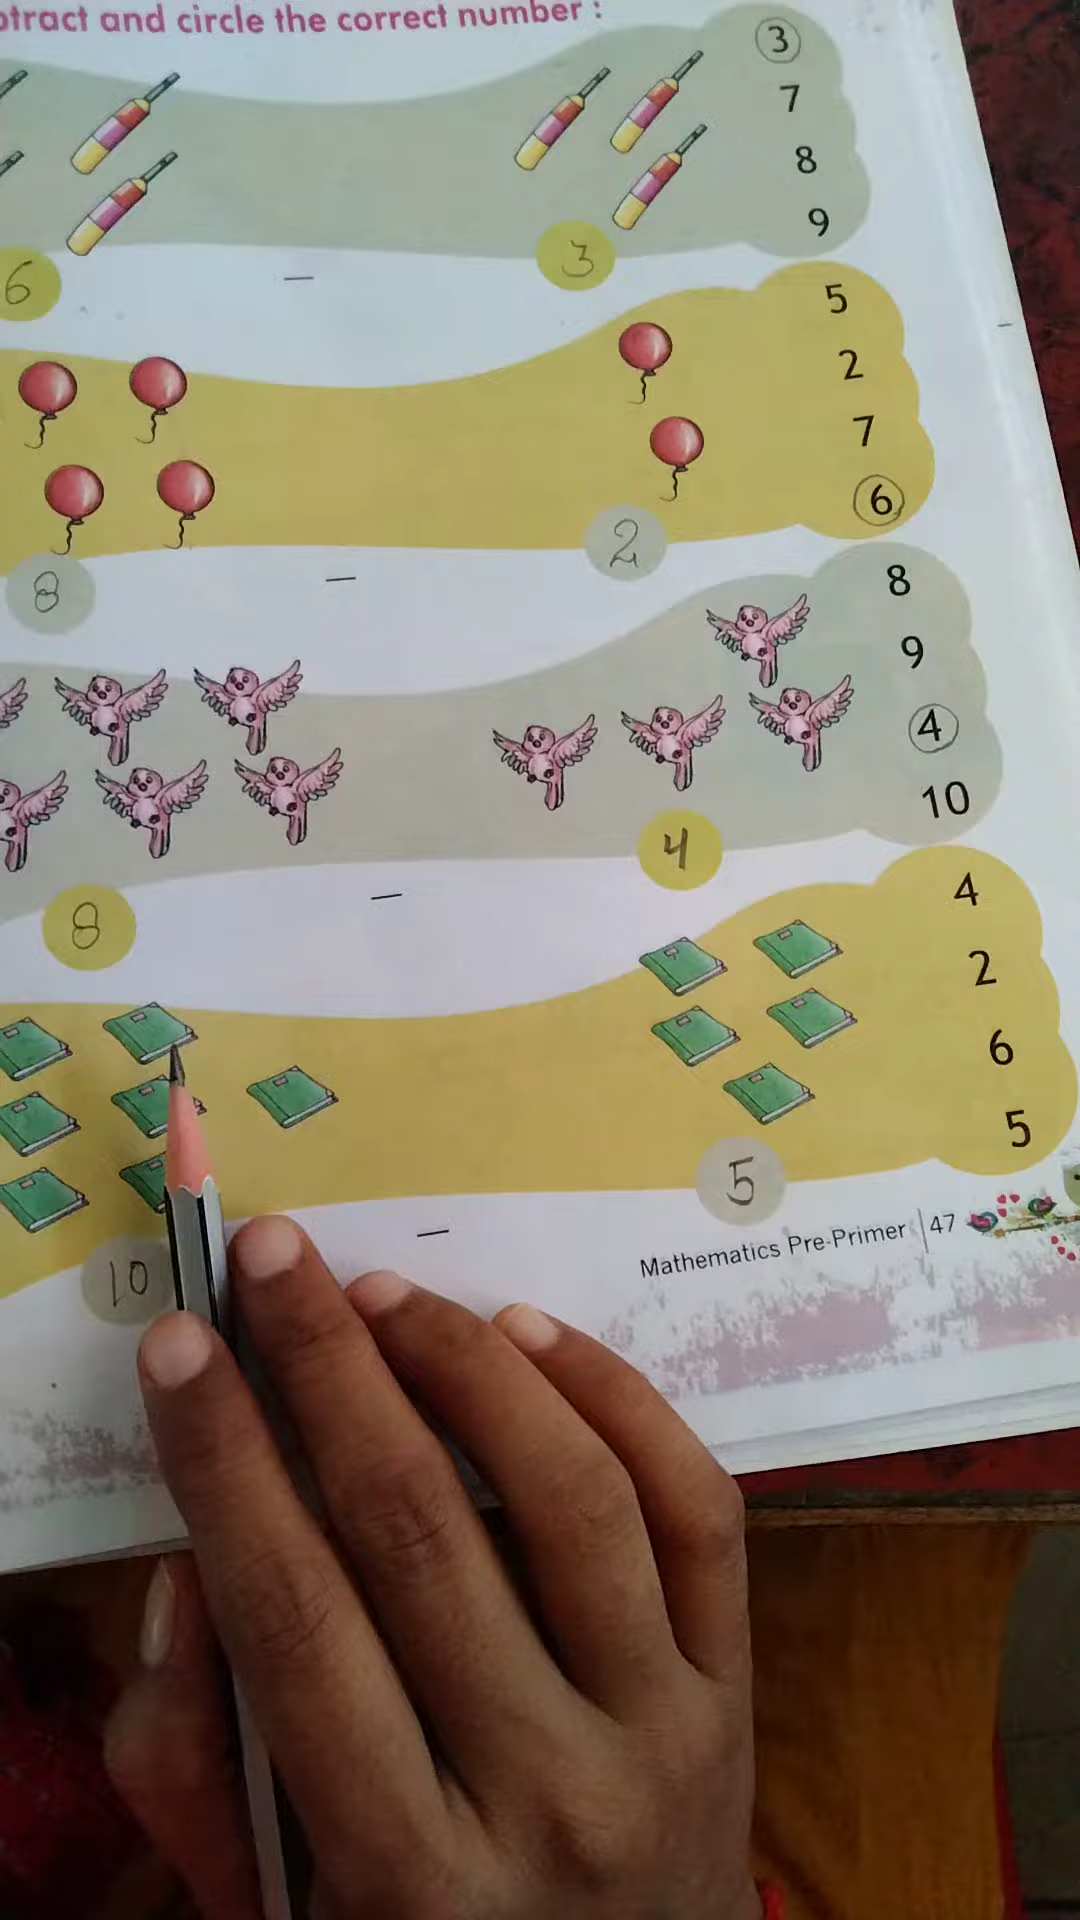 btract and circle the correct number :
3
7
8
9
6 — 3
5
2
7
6
8 — 2
8
9
4
10
8 — 4
4
2
6
5
10 — 5
Mathematics Pre-Primer | 47